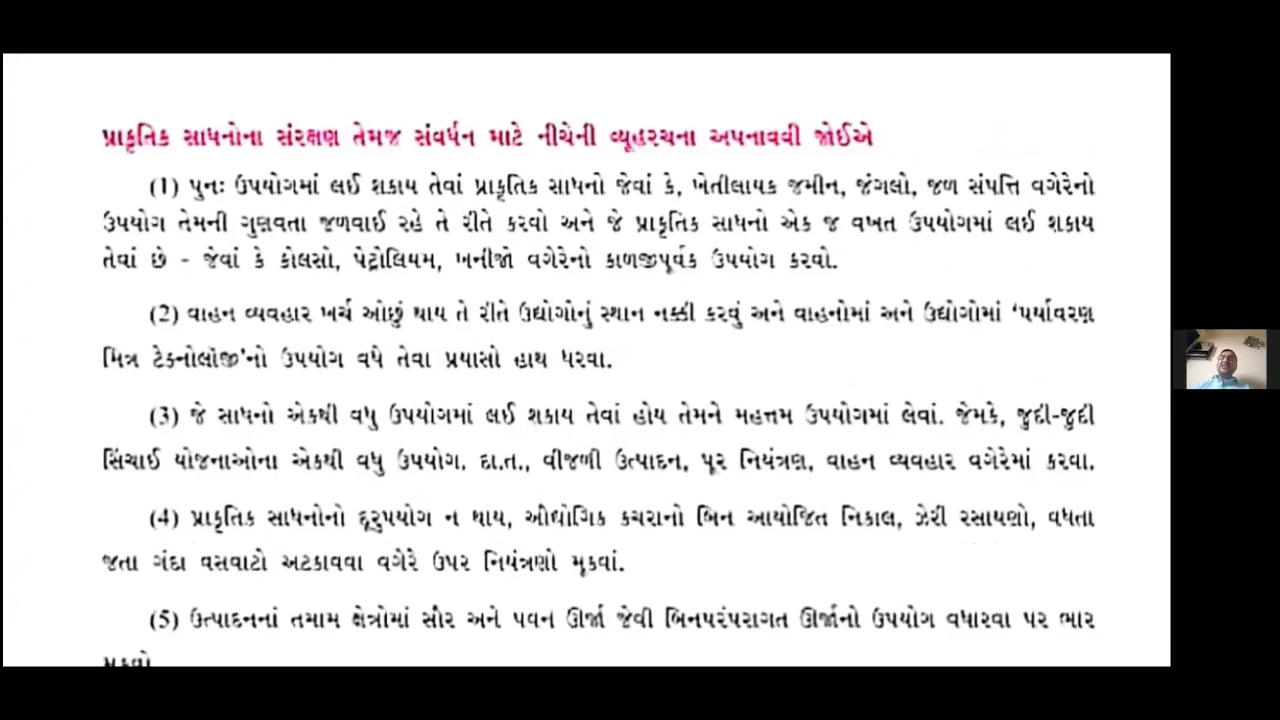 પ્રાકૃતિક સાધનોના સંરક્ષણ તેમજ સંવર્ધન માટે નીચેની વ્યૂહરચના અપનાવવી જોઈએ
(1) પુનઃ ઉપયોગમાં લઈ શકાય તેવાં પ્રાકૃતિક સાધનો જેવાં કે, ખેતીલાયક જમીન, જંગલો, જળ સંપત્તિ વગેરેનો
ઉપયોગ તેમની ગુણવતા જળવાઈ રહે તે રીતે કરવો અને જે પ્રાકૃતિક સાધનો એક જ વખત ઉપયોગમાં લઈ શકાય
તેવાં છે - જેવાં કે કોલસો, પેટ્રોલિયમ, ખનીજો વગેરેનો કાળજીપૂર્વક ઉપયોગ કરવો.
(2) વાહન વ્યવહાર ખર્ચ ઓછું થાય તે રીતે ઉદ્યોગોનું સ્થાન નક્કી કરવું અને વાહનોમાં અને ઉદ્યોગોમાં ‘પર્યાવરણ
મિત્ર ટેકનોલૉજી’નો ઉપયોગ વધે તેવા પ્રયાસો હાથ ધરવા.
(3) જે સાધનો એકથી વધુ ઉપયોગમાં લઈ શકાય તેવાં હોય તેમને મહત્તમ ઉપયોગમાં લેવાં. જેમકે, જુદી-જુદી
સિંચાઈ યોજનાઓના એકથી વધુ ઉપયોગ. દા.ત., વીજળી ઉત્પાદન, પૂર નિયંત્રણ, વાહન વ્યવહાર વગેરેમાં કરવા.
(4) પ્રાકૃતિક સાધનોનો દૂરુપયોગ ન થાય, ઔદ્યોગિક કચરાનો બિન આયોજિત નિકાલ, ઝેરી રસાયણો, વધતા
જતા ગંદા વસવાટો અટકાવવા વગેરે ઉપર નિયંત્રણો મૂકવાં.
(5) ઉત્પાદનનાં તમામ ક્ષેત્રોમાં સૌર અને પવન ઊર્જા જેવી બિનપરંપરાગત ઊર્જાનો ઉપયોગ વધારવા પર ભાર
મૂકવો